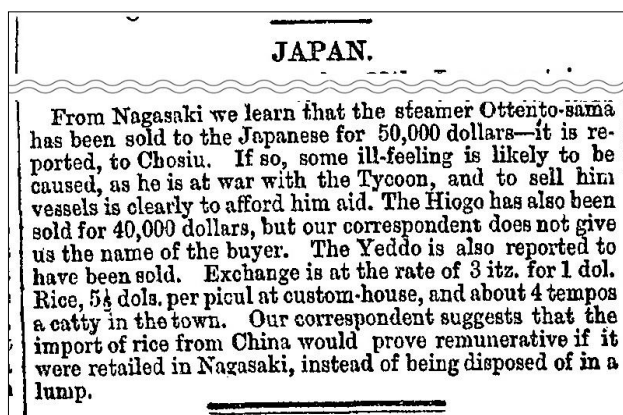 JAPAN.
From Nagasaki we learn that the steamer Ottento-sama
has been sold to the Japanese for 50,000 dollars—it is re-
ported, to Chosiu. If so, some ill-feeling is likely to be
caused, as he is at war with the Tycoon, and to sell him
vessels is clearly to afford him aid. The Hiogo has also been
sold for 40,000 dollars, but our correspondent does not give
us the name of the buyer. The Yeddo is also reported to
have been sold. Exchange is at the rate of 3 itz. for 1 dol.
Rice, 5½ dols. per picul at custom-house, and about 4 tempos
a catty in the town. Our correspondent suggests that the
import of rice from China would prove remunerative if it
were retailed in Nagasaki, instead of being disposed of in a
lump.